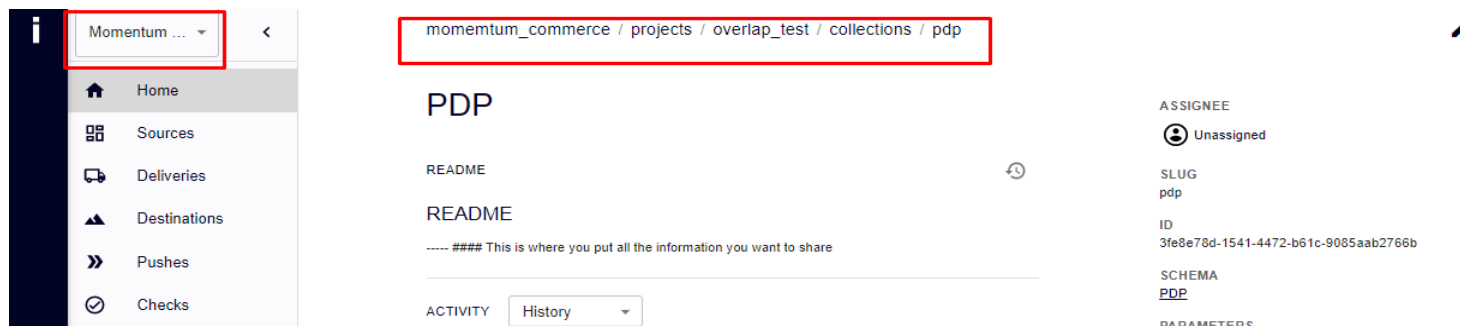 i
Momentum ...
momemtum_commerce / projects / overlap_test / collections / pdp
Home
Sources
Deliveries
Destinations
Pushes
Checks
PDP
README
README
----- #### This is where you put all the information you want to share
ACTIVITY History
ASSIGNEE
Unassigned
SLUG
pdp
ID
3fe8e78d-1541-4472-b61c-9085aab2766b
SCHEMA
PDP
PARAMETERS